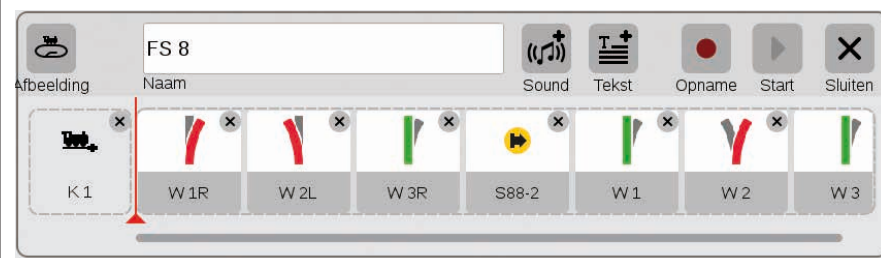 FS 8
Afbeelding Naam Sound Tekst Opname Start Sluiten
K 1 W 1R W 2L W 3R S88-2 W 1 W 2 W 3